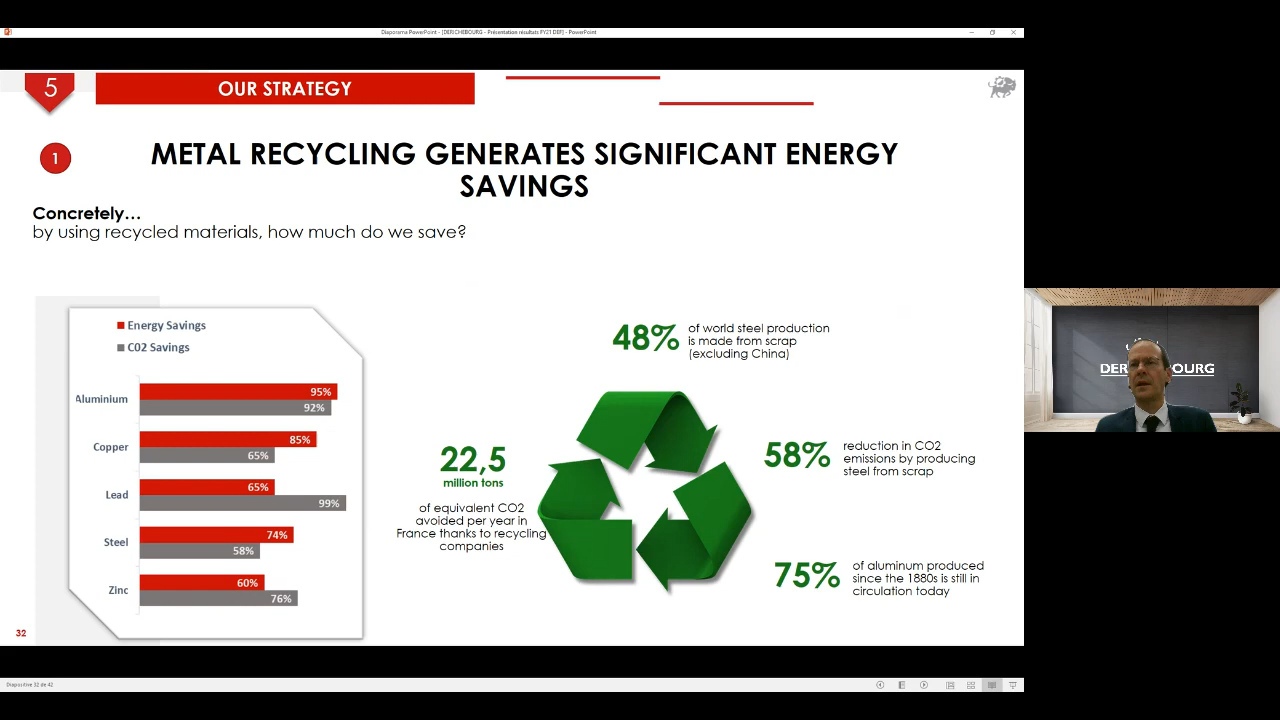 Diaporama PowerPoint - [DERICHEBOURG - Présentation résultats FY21 DEF] - PowerPoint
5
OUR STRATEGY
1
METAL RECYCLING GENERATES SIGNIFICANT ENERGY
SAVINGS
Concretely…
by using recycled materials, how much do we save?
Energy Savings
C02 Savings
Aluminium
95%
92%
Copper
85%
65%
Lead
65%
99%
Steel
74%
58%
Zinc
60%
76%
48%
of world steel production
is made from scrap
(excluding China)
22,5
million tons
of equivalent CO2
avoided per year in
France thanks to recycling
companies
58%
reduction in CO2
emissions by producing
steel from scrap
75%
of aluminum produced
since the 1880s is still in
circulation today
32
Diapositive 32 de 42
DER OURG